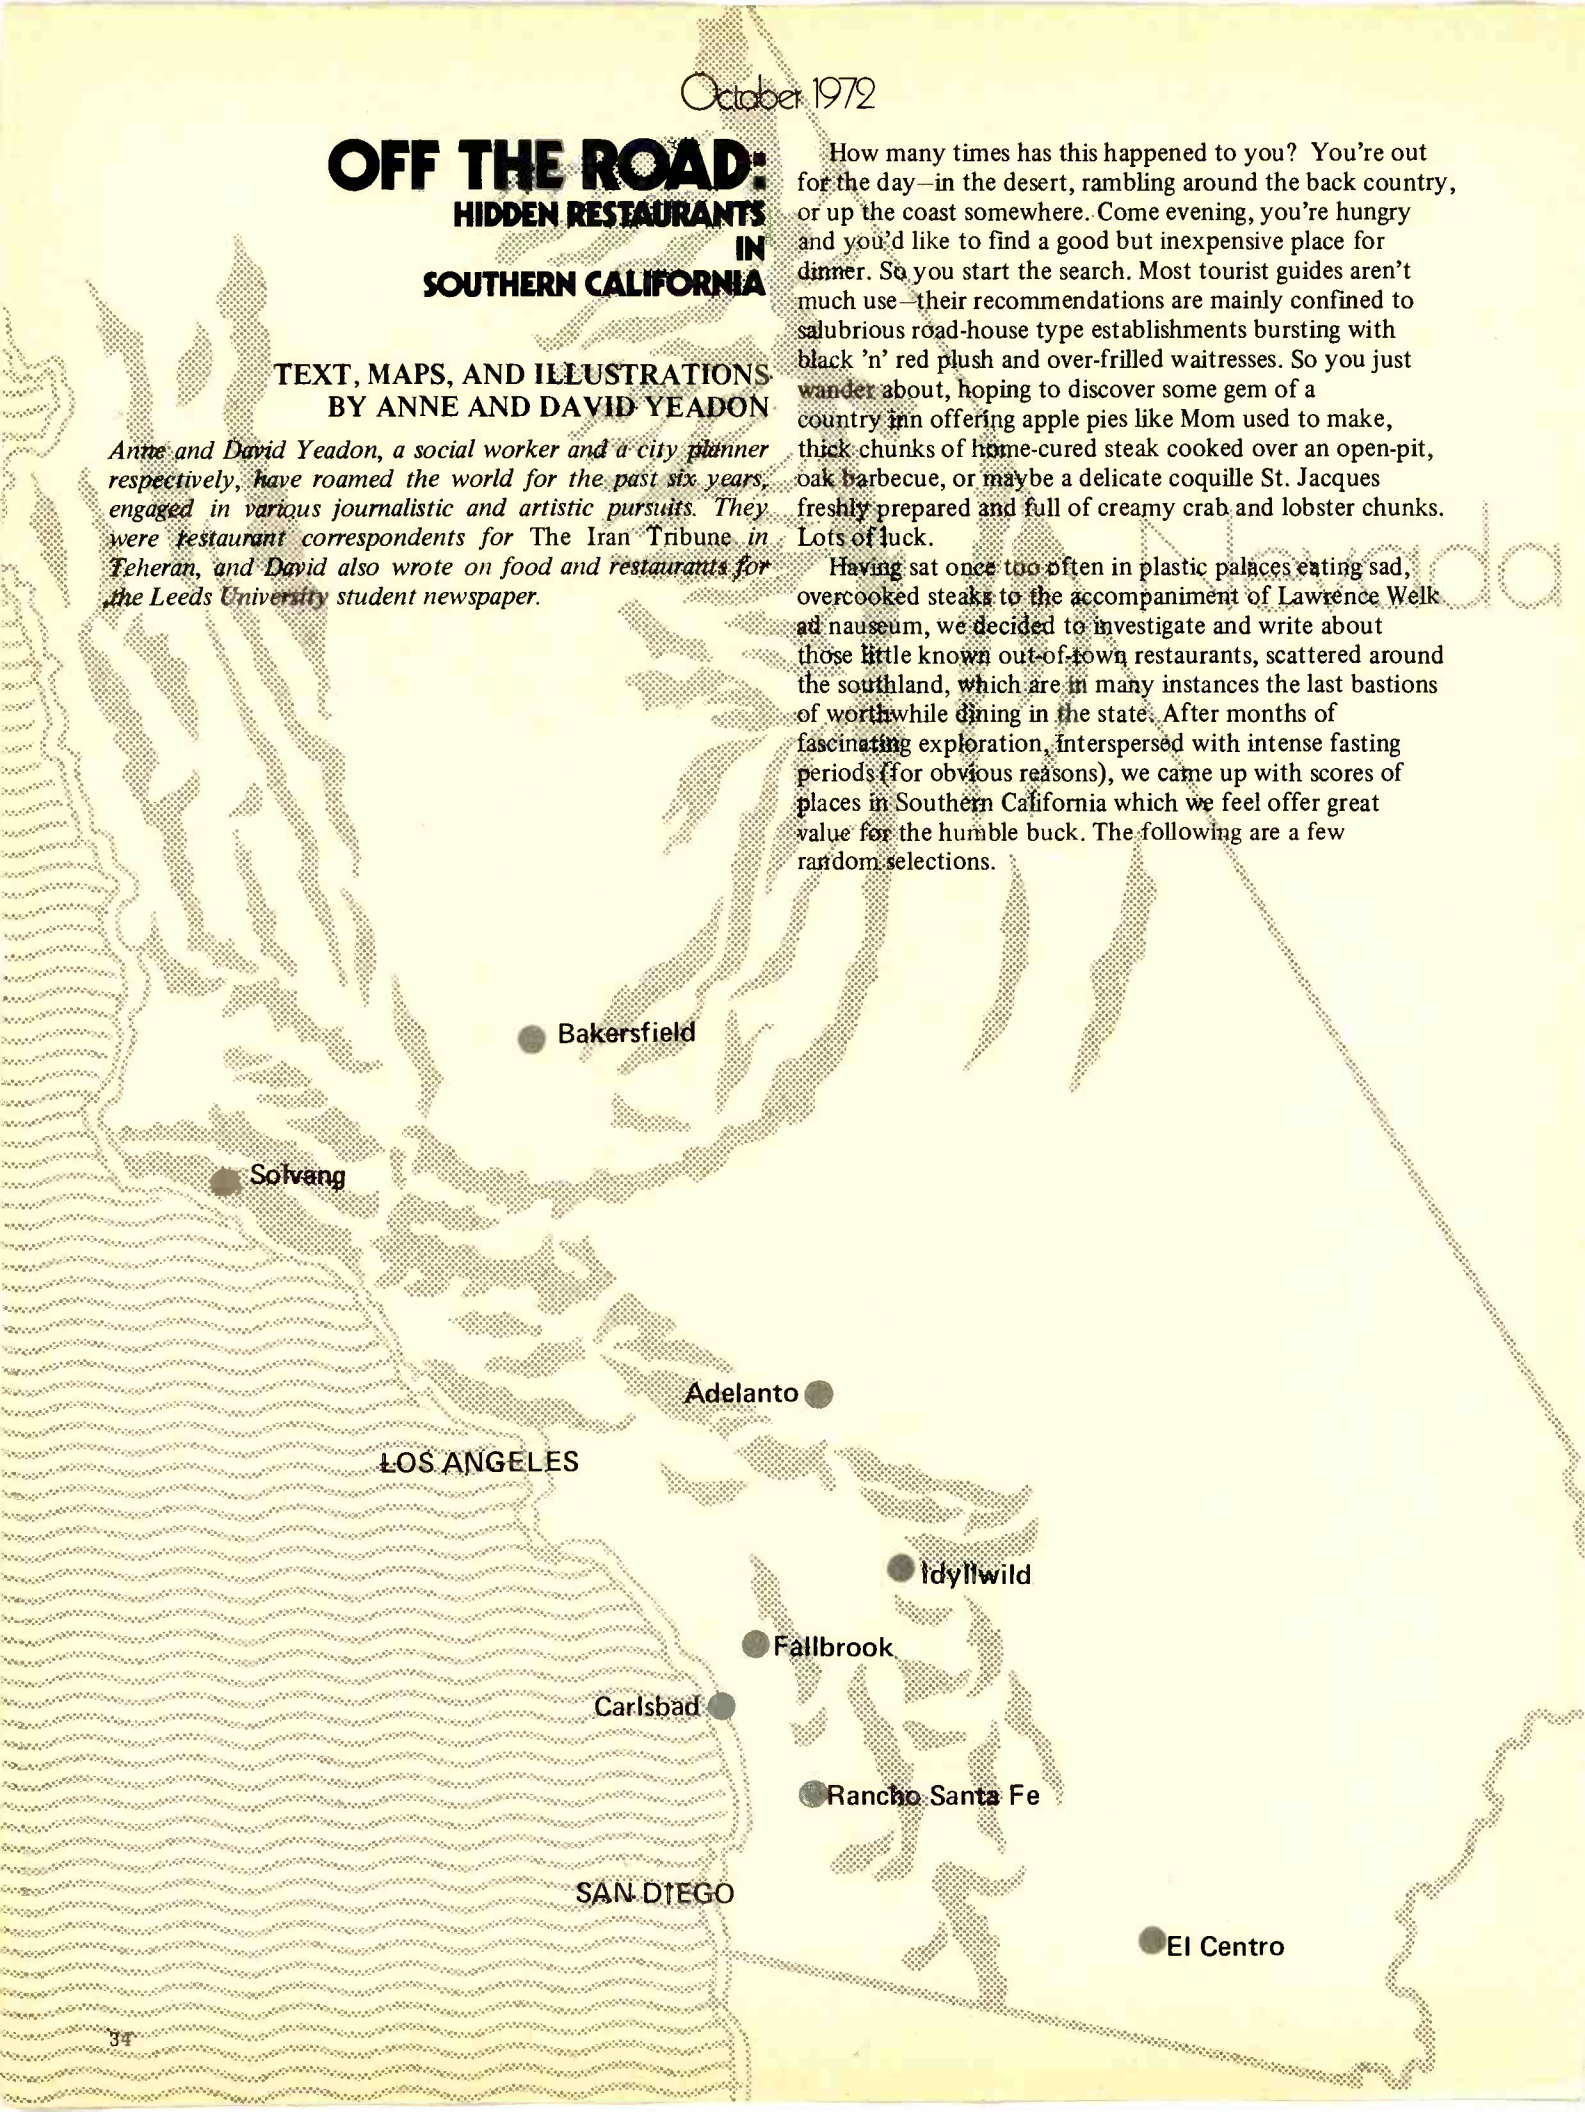 October 1972
OFF THE ROAD:
HIDDEN RESTAURANTS
IN
SOUTHERN CALIFORNIA
TEXT, MAPS, AND ILLUSTRATIONS
BY ANNE AND DAVID YEADON
Anne and David Yeadon, a social worker and a city planner
respectively, have roamed the world for the past six years,
engaged in various journalistic and artistic pursuits. They
were restaurant correspondents for The Iran Tribune in
Teheran, and David also wrote on food and restaurants for
the Leeds University student newspaper.
How many times has this happened to you? You're out
for the day—in the desert, rambling around the back country,
or up the coast somewhere. Come evening, you're hungry
and you'd like to find a good but inexpensive place for
dinner. So you start the search. Most tourist guides aren't
much use—their recommendations are mainly confined to
salubrious road-house type establishments bursting with
black 'n' red plush and over-frilled waitresses. So you just
wander about, hoping to discover some gem of a
country inn offering apple pies like Mom used to make,
thick chunks of home-cured steak cooked over an open-pit,
oak barbecue, or maybe a delicate coquille St. Jacques
freshly prepared and full of creamy crab and lobster chunks.
Lots of luck.
Having sat once too often in plastic palaces eating sad,
overcooked steaks to the accompaniment of Lawrence Welk
ad nauseum, we decided to investigate and write about
those little known out-of-town restaurants, scattered around
the southland, which are in many instances the last bastions
of worthwhile dining in the state. After months of
fascinating exploration, interspersed with intense fasting
periods (for obvious reasons), we came up with scores of
places in Southern California which we feel offer great
value for the humble buck. The following are a few
random selections.
Nevada
Bakersfield
Solvang
Adelanto
LOS ANGELES
Idyllwild
Fallbrook
Carlsbad
Rancho Santa Fe
SAN DIEGO
El Centro
34